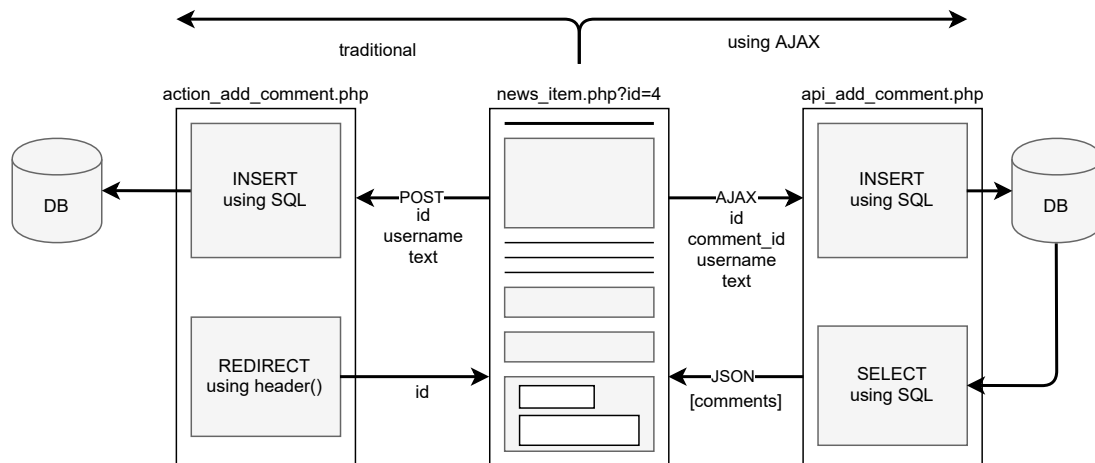 traditional
using AJAX
action_add_comment.php
news_item.php?id=4
api_add_comment.php
DB
INSERT
using SQL
POST
id
username
text
AJAX
id
comment_id
username
text
INSERT
using SQL
DB
REDIRECT
using header()
id
JSON
[comments]
SELECT
using SQL